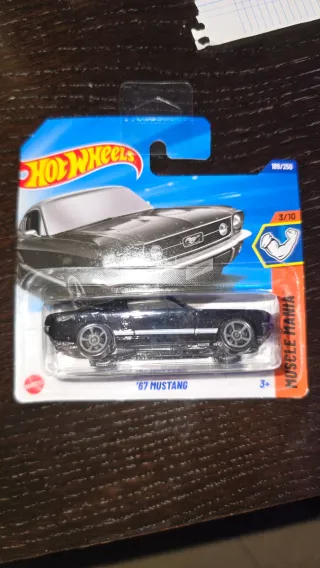 HOT WHEELS
189/250
3/10
MUSCLE MANIA
'67 MUSTANG
3+